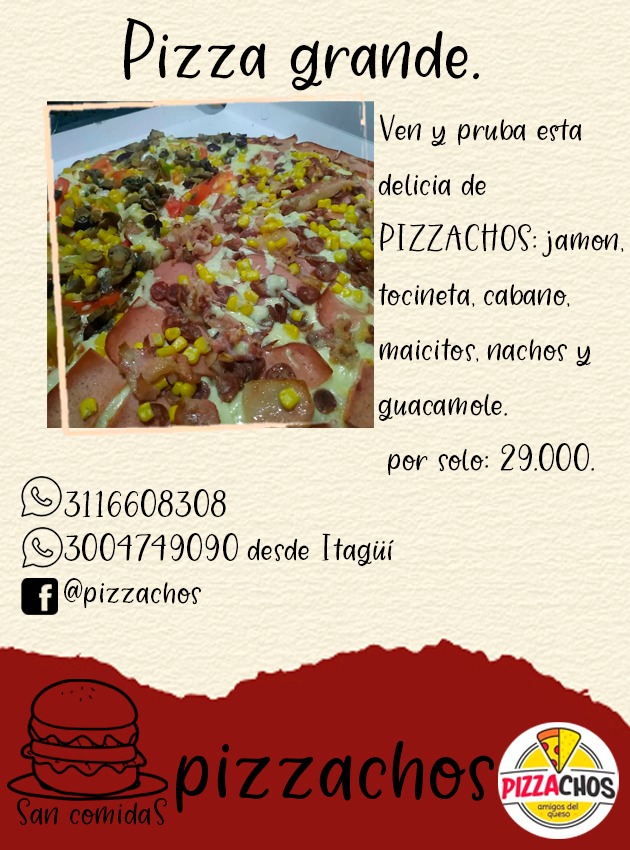 Pizza grande.
Ven y pruba esta
delicia de
PIZZACHOS: jamon,
tocineta, cabano,
maicitos, nachos y
guacamole.
por solo: 29.000.
3116608308
3004749090 desde Itagüí
@pizzachos
San comidas
pizzachos
PIZZACHOS
amigos del
queso